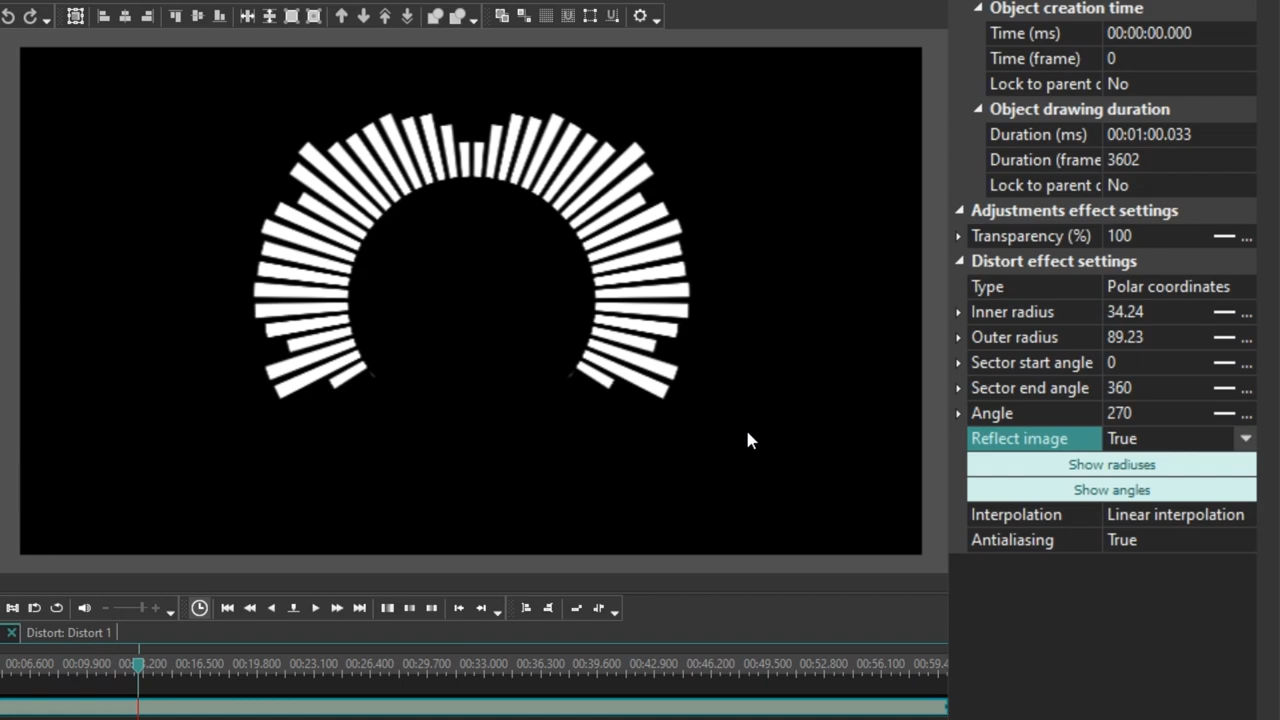 Object creation time
Time (ms) 00:00:00.000
Time (frame) 0
Lock to parent c No
Object drawing duration
Duration (ms) 00:01:00.033
Duration (frame 3602
Lock to parent c No
Adjustments effect settings
Transparency (%) 100 ...
Distort effect settings
Type Polar coordinates
Inner radius 34.24 ...
Outer radius 89.23 ...
Sector start angle 0 ...
Sector end angle 360 ...
Angle 270 ...
Reflect image True
Show radiuses
Show angles
Interpolation Linear interpolation
Antialiasing True
Distort: Distort 1
00:06.600 00:09.900 00: .200 00:16.500 00:19.800 00:23.100 00:26.400 00:29.700 00:33.000 00:36.300 00:39.600 00:42.900 00:46.200 00:49.500 00:52.800 00:56.100 00:59.4